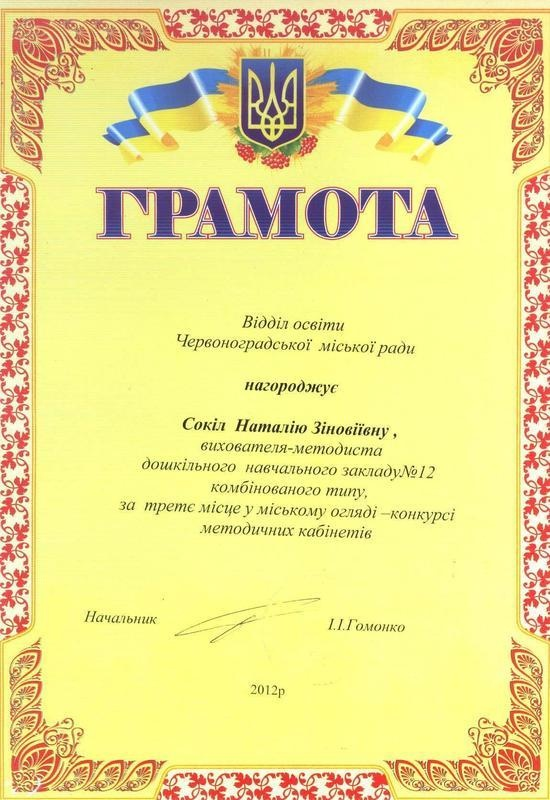 ГРАМОТА
Відділ освіти
Червоноградської міської ради
нагороджує
Сокіл Наталію Зіновіївну ,
вихователя-методиста
дошкільного навчального закладу№12
комбінованого типу,
за третє місце у міському огляді –конкурсі
методичних кабінетів
Начальник І.І.Гомонко
2012р